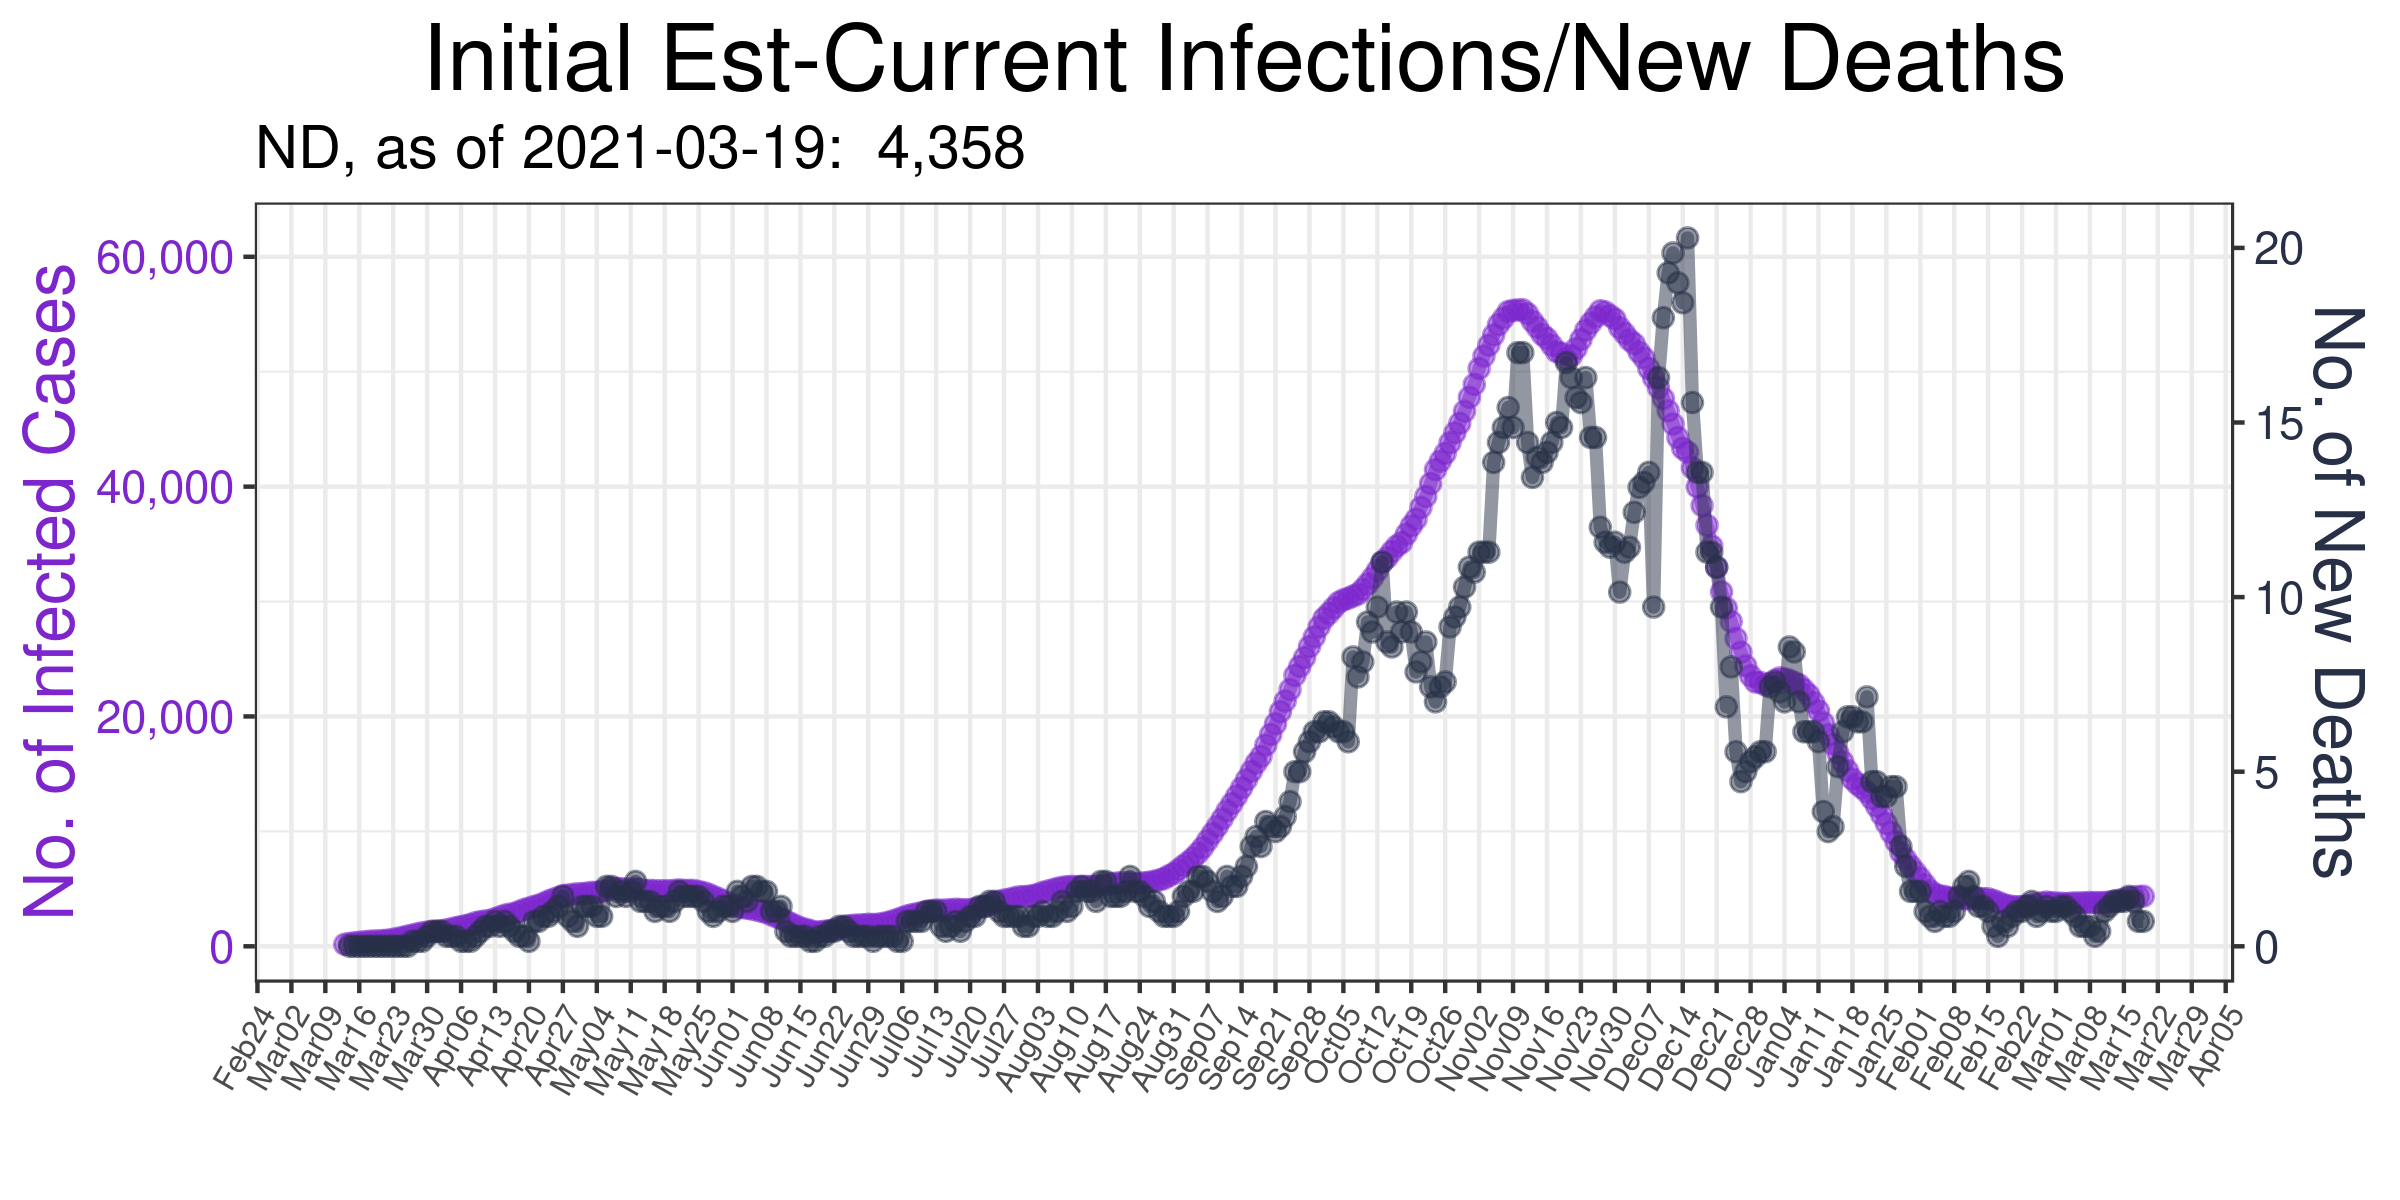 Initial Est-Current Infections/New Deaths
ND, as of 2021-03-19:  4,358
No. of Infected Cases
60,000
40,000
20,000
0
20
15
10
5
0
No. of New Deaths
Feb24
Mar02
Mar09
Mar16
Mar23
Mar30
Apr06
Apr13
Apr20
Apr27
May04
May11
May18
May25
Jun01
Jun08
Jun15
Jun22
Jun29
Jul06
Jul13
Jul20
Jul27
Aug03
Aug10
Aug17
Aug24
Aug31
Sep07
Sep14
Sep21
Sep28
Oct05
Oct12
Oct19
Oct26
Nov02
Nov09
Nov16
Nov23
Nov30
Dec07
Dec14
Dec21
Dec28
Jan04
Jan11
Jan18
Jan25
Feb01
Feb08
Feb15
Feb22
Mar01
Mar08
Mar15
Mar22
Mar29
Apr05